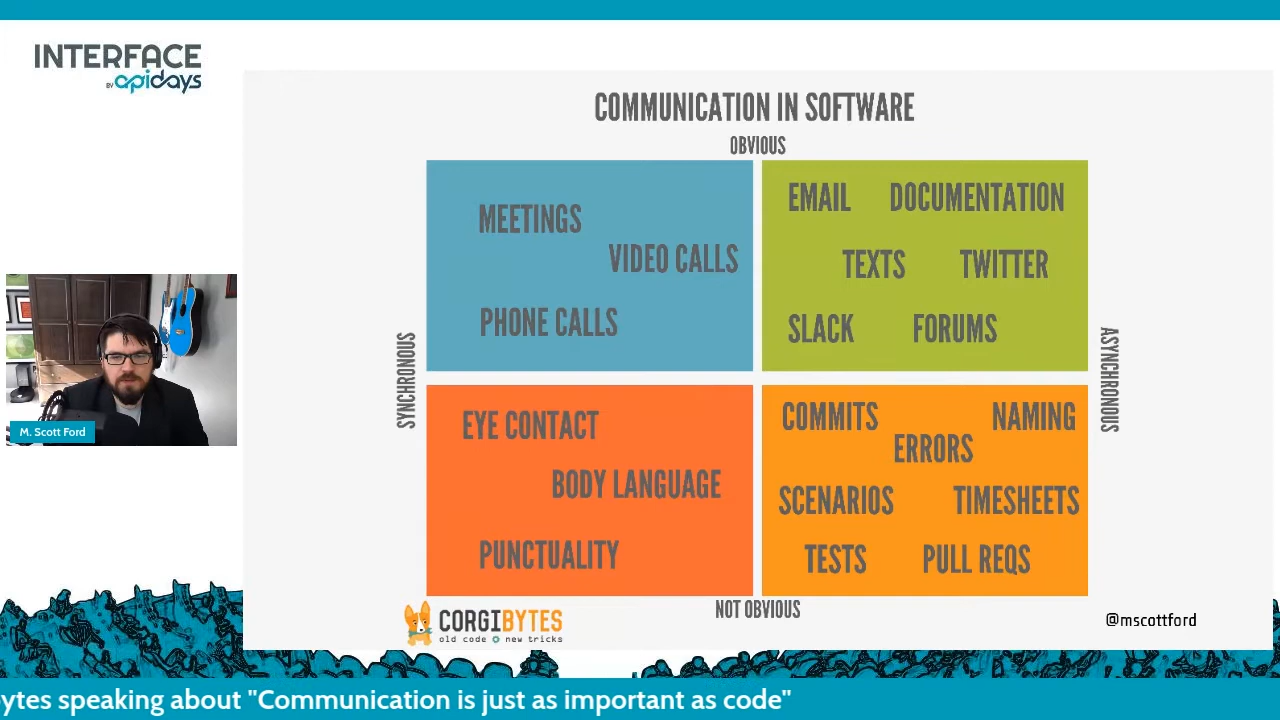 INTERFACE
BY apidays
COMMUNICATION IN SOFTWARE
OBVIOUS
MEETINGS
VIDEO CALLS
PHONE CALLS
EMAIL DOCUMENTATION
TEXTS TWITTER
SLACK FORUMS
SYNCHRONOUS
ASYNCHRONOUS
EYE CONTACT
BODY LANGUAGE
PUNCTUALITY
COMMITS NAMING
ERRORS
SCENARIOS TIMESHEETS
TESTS PULL REQS
NOT OBVIOUS
M. Scott Ford
CORGIBYTES
old code new tricks
@mscottford
ytes speaking about "Communication is just as important as code"